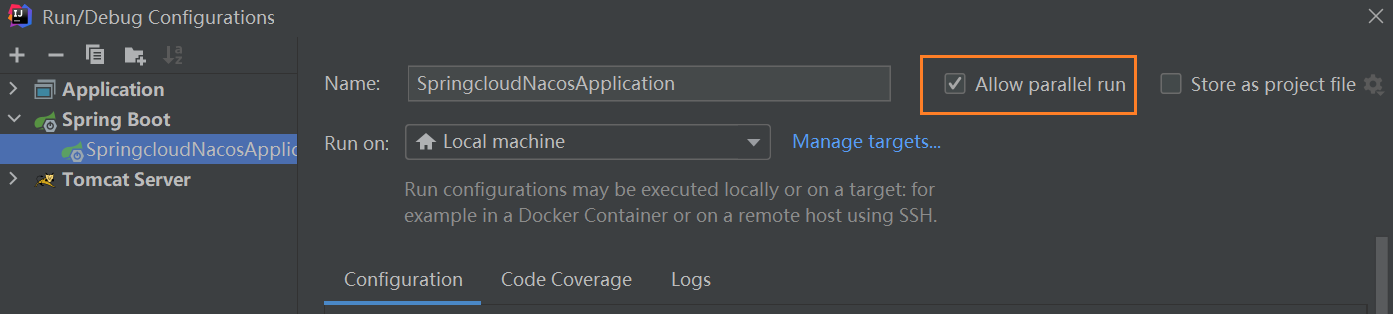 Run/Debug Configurations
Application
Spring Boot
SpringcloudNacosApplic
Tomcat Server
Name: SpringcloudNacosApplication Allow parallel run Store as project file
Run on: Local machine Manage targets...
Run configurations may be executed locally or on a target: for
example in a Docker Container or on a remote host using SSH.
Configuration Code Coverage Logs